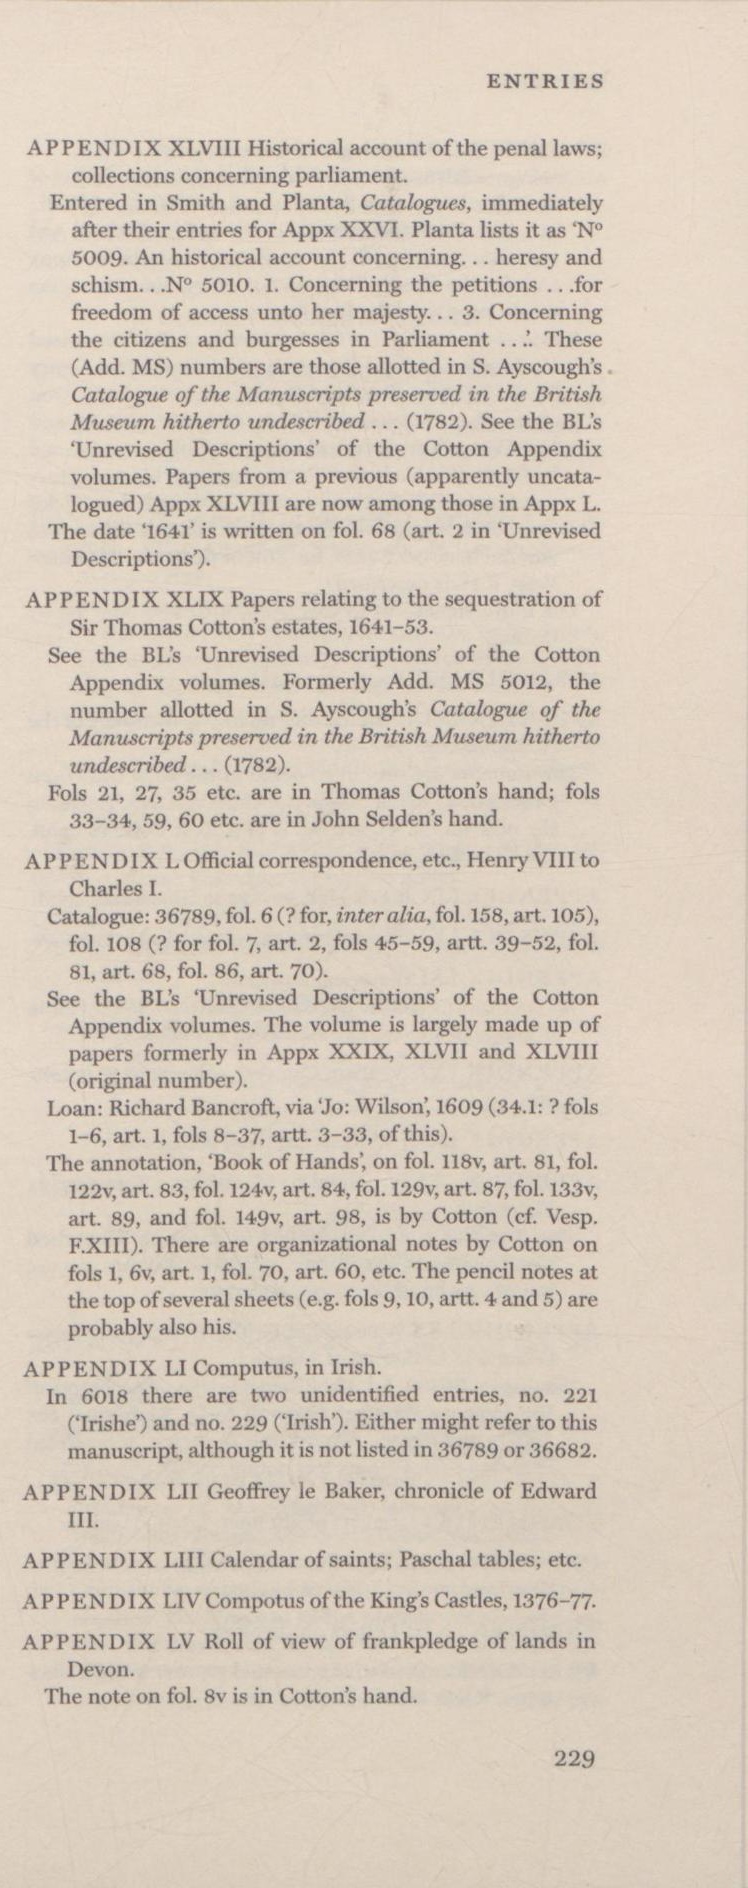 ENTRIES
APPENDIX XLVIII Historical account of the penal laws;
collections concerning parliament.
Entered in Smith and Planta, Catalogues, immediately
after their entries for Appx XXVI. Planta lists it as ‘Nº
5009. An historical account concerning. . . heresy and
schism. . .Nº 5010. 1. Concerning the petitions . . .for
freedom of access unto her majesty. . . 3. Concerning
the citizens and burgesses in Parliament . . .’. These
(Add. MS) numbers are those allotted in S. Ayscough’s
Catalogue of the Manuscripts preserved in the British
Museum hitherto undescribed . . . (1782). See the BL’s
‘Unrevised Descriptions’ of the Cotton Appendix
volumes. Papers from a previous (apparently uncata-
logued) Appx XLVIII are now among those in Appx L.
The date ‘1641’ is written on fol. 68 (art. 2 in ‘Unrevised
Descriptions’).
APPENDIX XLIX Papers relating to the sequestration of
Sir Thomas Cotton’s estates, 1641–53.
See the BL’s ‘Unrevised Descriptions’ of the Cotton
Appendix volumes. Formerly Add. MS 5012, the
number allotted in S. Ayscough’s Catalogue of the
Manuscripts preserved in the British Museum hitherto
undescribed . . . (1782).
Fols 21, 27, 35 etc. are in Thomas Cotton’s hand; fols
33–34, 59, 60 etc. are in John Selden’s hand.
APPENDIX L Official correspondence, etc., Henry VIII to
Charles I.
Catalogue: 36789, fol. 6 (? for, inter alia, fol. 158, art. 105),
fol. 108 (? for fol. 7, art. 2, fols 45–59, artt. 39–52, fol.
81, art. 68, fol. 86, art. 70).
See the BL’s ‘Unrevised Descriptions’ of the Cotton
Appendix volumes. The volume is largely made up of
papers formerly in Appx XXIX, XLVII and XLVIII
(original number).
Loan: Richard Bancroft, via ‘Jo: Wilson’, 1609 (34.1: ? fols
1–6, art. 1, fols 8–37, artt. 3–33, of this).
The annotation, ‘Book of Hands’, on fol. 118v, art. 81, fol.
122v, art. 83, fol. 124v, art. 84, fol. 129v, art. 87, fol. 133v,
art. 89, and fol. 149v, art. 98, is by Cotton (cf. Vesp.
F.XIII). There are organizational notes by Cotton on
fols 1, 6v, art. 1, fol. 70, art. 60, etc. The pencil notes at
the top of several sheets (e.g. fols 9, 10, artt. 4 and 5) are
probably also his.
APPENDIX LI Computus, in Irish.
In 6018 there are two unidentified entries, no. 221
(‘Irishe’) and no. 229 (‘Irish’). Either might refer to this
manuscript, although it is not listed in 36789 or 36682.
APPENDIX LII Geoffrey le Baker, chronicle of Edward
III.
APPENDIX LIII Calendar of saints; Paschal tables; etc.
APPENDIX LIV Compotus of the King’s Castles, 1376–77.
APPENDIX LV Roll of view of frankpledge of lands in
Devon.
The note on fol. 8v is in Cotton’s hand.
229